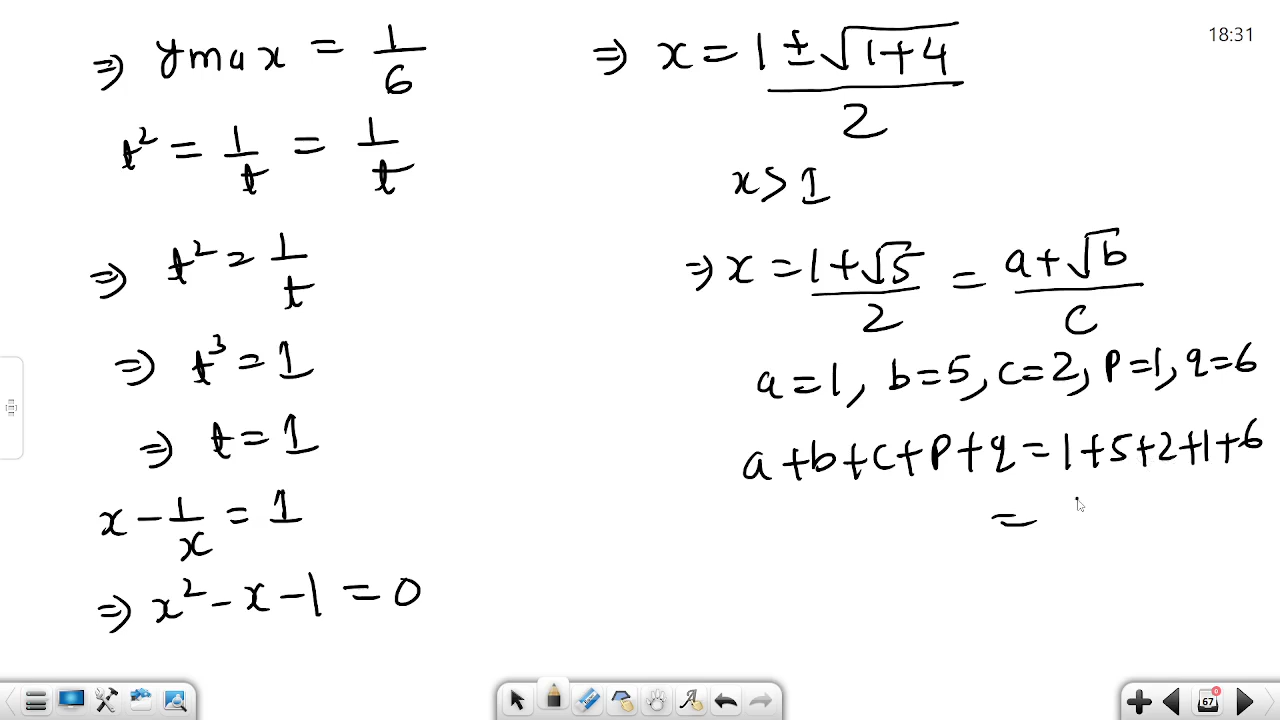 ⇒ ymax = 1/6
t² = 1/t = 1/t
⇒ t² = 1/t
⇒ t³ = 1
⇒ t = 1
x - 1/x = 1
⇒ x² - x - 1 = 0
18:31
⇒ x = 1 ± √(1+4) / 2
x > 1
⇒ x = 1+√5 / 2 = a+√b / c
a = 1, b = 5, c = 2, P = 1, q = 6
a + b + c + P + q = 1+5+2+1+6
=
67
0